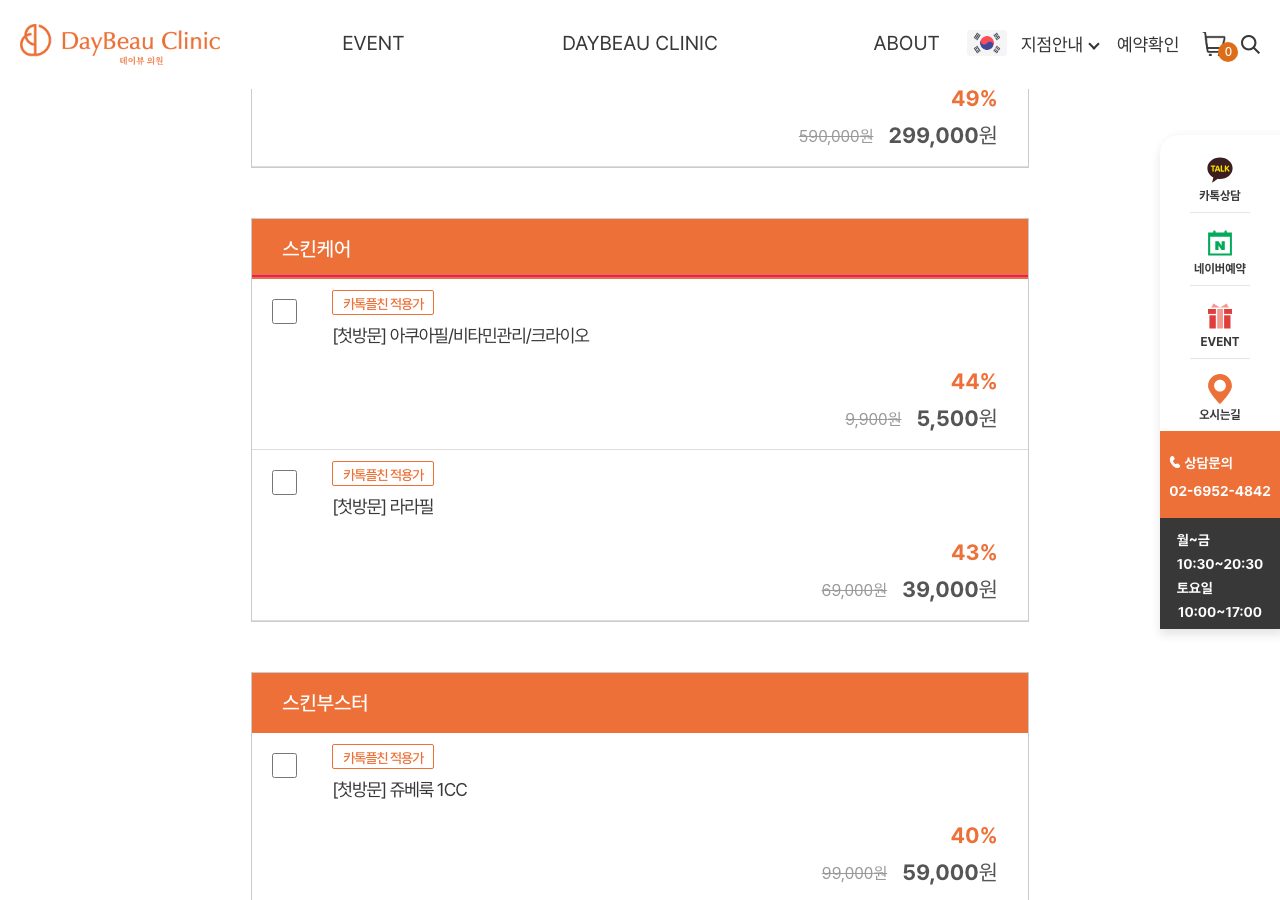 DayBeau Clinic
데이뷰 의원
EVENT
DAYBEAU CLINIC
ABOUT
지점안내
예약확인
0
49%
590,000원 299,000원
스킨케어
카톡플친 적용가
[첫방문] 아쿠아필/비타민관리/크라이오
44%
9,900원 5,500원
카톡플친 적용가
[첫방문] 라라필
43%
69,000원 39,000원
스킨부스터
카톡플친 적용가
[첫방문] 쥬베룩 1CC
40%
99,000원 59,000원
TALK
카톡상담
N
네이버예약
EVENT
오시는길
상담문의
02-6952-4842
월~금
10:30~20:30
토요일
10:00~17:00